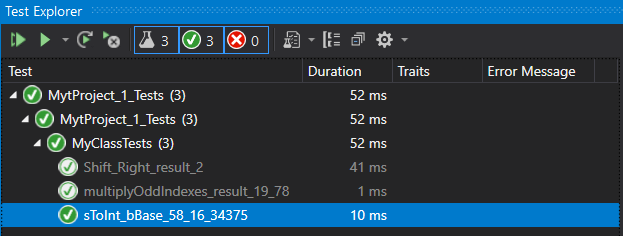 Test Explorer
3 3 0
Test Duration Traits Error Message
MytProject_1_Tests (3) 52 ms
MytProject_1_Tests (3) 52 ms
MyClassTests (3) 52 ms
Shift_Right_result_2 41 ms
multiplyOddIndexes_result_19_78 1 ms
sToInt_bBase_58_16_34375 10 ms